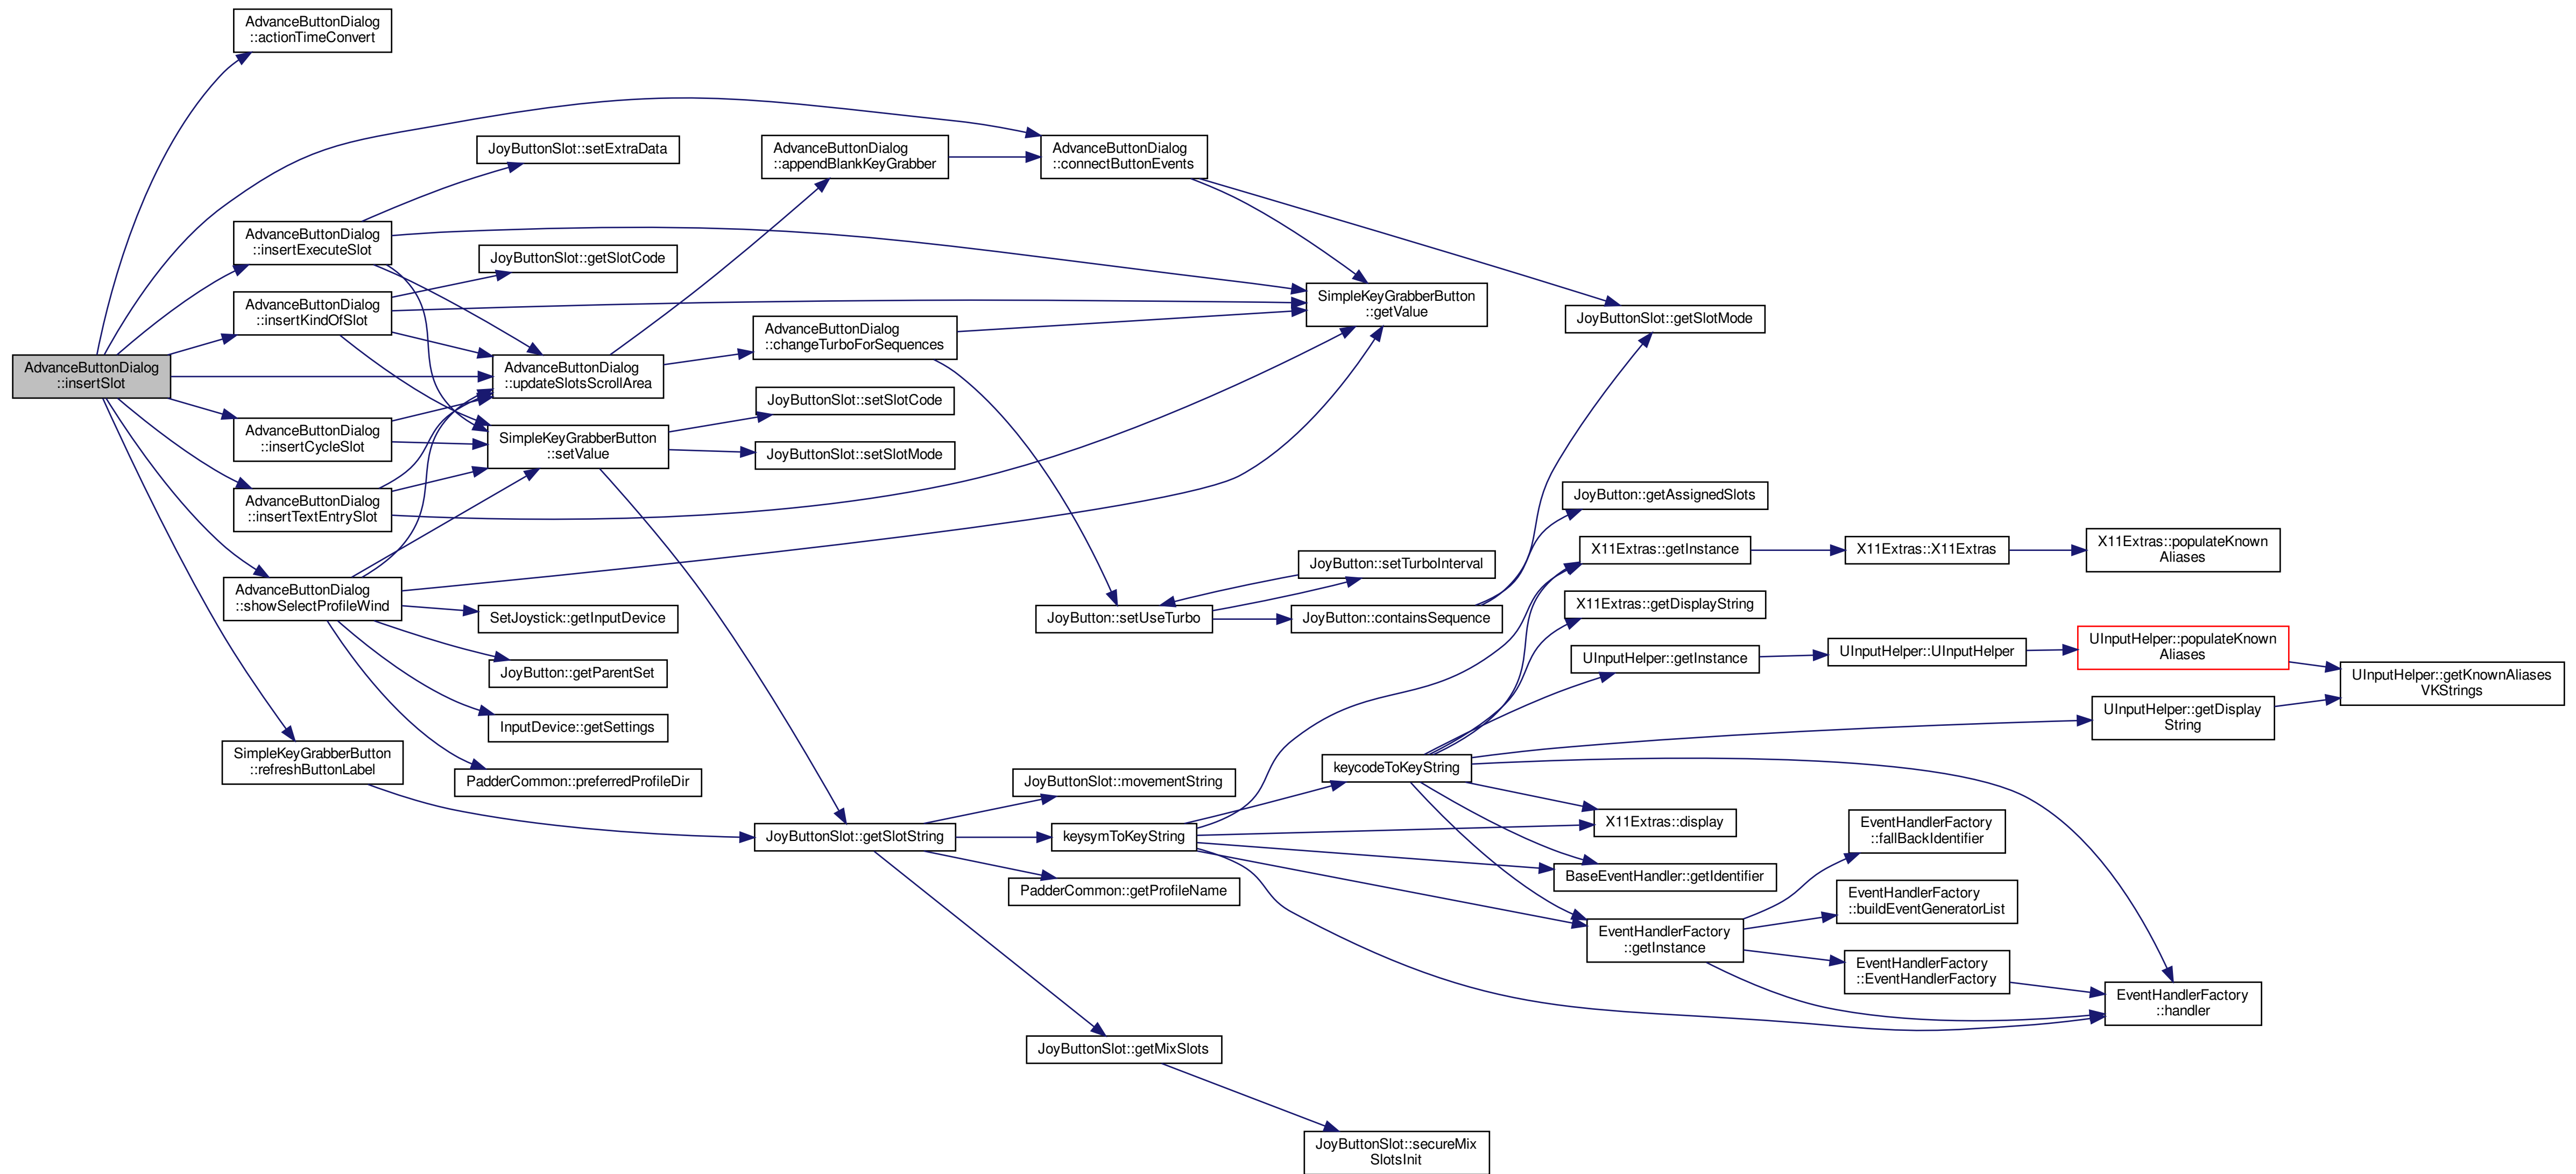 AdvanceButtonDialog
::actionTimeConvert
JoyButtonSlot::setExtraData
AdvanceButtonDialog
::appendBlankKeyGrabber
AdvanceButtonDialog
::connectButtonEvents
AdvanceButtonDialog
::insertExecuteSlot
JoyButtonSlot::getSlotCode
AdvanceButtonDialog
::insertKindOfSlot
SimpleKeyGrabberButton
::getValue
JoyButtonSlot::getSlotMode
AdvanceButtonDialog
::changeTurboForSequences
AdvanceButtonDialog
::insertSlot
AdvanceButtonDialog
::updateSlotsScrollArea
JoyButtonSlot::setSlotCode
AdvanceButtonDialog
::insertCycleSlot
SimpleKeyGrabberButton
::setValue
JoyButtonSlot::setSlotMode
AdvanceButtonDialog
::insertTextEntrySlot
JoyButton::getAssignedSlots
X11Extras::getInstance
X11Extras::X11Extras
X11Extras::populateKnown
Aliases
JoyButton::setTurboInterval
AdvanceButtonDialog
::showSelectProfileWind
SetJoystick::getInputDevice
JoyButton::setUseTurbo
JoyButton::containsSequence
X11Extras::getDisplayString
JoyButton::getParentSet
UInputHelper::getInstance
UInputHelper::UInputHelper
UInputHelper::populateKnown
Aliases
UInputHelper::getKnownAliases
VKStrings
InputDevice::getSettings
UInputHelper::getDisplay
String
SimpleKeyGrabberButton
::refreshButtonLabel
PadderCommon::preferredProfileDir
JoyButtonSlot::movementString
keycodeToKeyString
JoyButtonSlot::getSlotString
keysymToKeyString
X11Extras::display
EventHandlerFactory
::fallBackIdentifier
PadderCommon::getProfileName
BaseEventHandler::getIdentifier
EventHandlerFactory
::buildEventGeneratorList
EventHandlerFactory
::getInstance
EventHandlerFactory
::EventHandlerFactory
EventHandlerFactory
::handler
JoyButtonSlot::getMixSlots
JoyButtonSlot::secureMix
SlotsInit